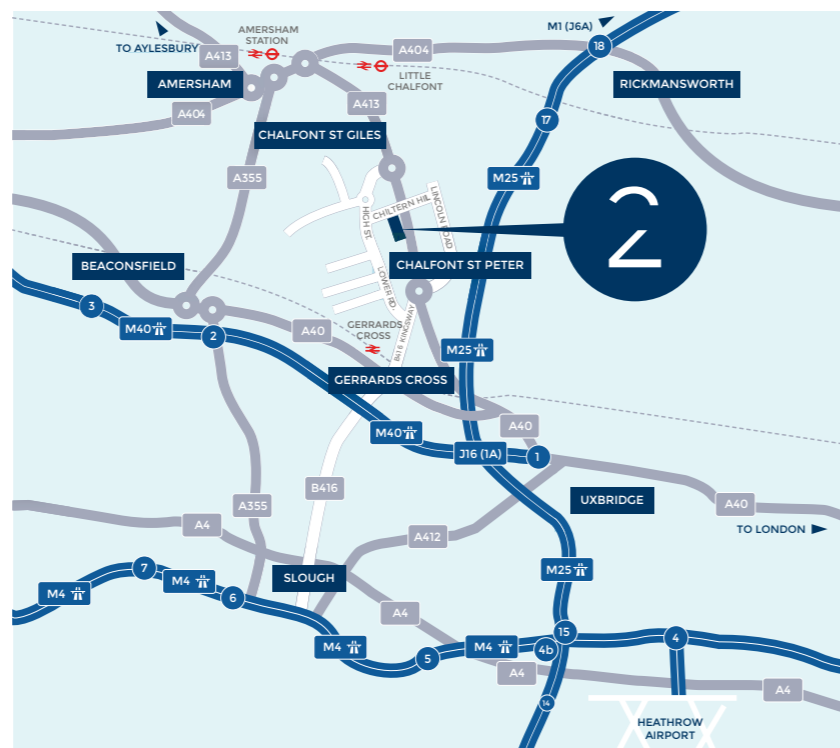 M1 (J6A)
AMERSHAM
STATION
TO AYLESBURY
A413
A404
18
LITTLE
CHALFONT
AMERSHAM
RICKMANSWORTH
A413
A404
17
CHALFONT ST GILES
A355
M25
CHILTERN HILL
LINCOLN ROAD
HIGH ST.
2
BEACONSFIELD
CHALFONT ST PETER
LOWER RD.
3
M40
2
A40
GERRARDS
CROSS
B416 KINGSWAY
M25
GERRARDS CROSS
A40
M40
J16 (1A)
1
B416
UXBRIDGE
A355
A40
A4
A412
TO LONDON
7
M4
M4
6
SLOUGH
M25
A4
15
4
M4
5
M4
4b
A4
A4
14
HEATHROW
AIRPORT